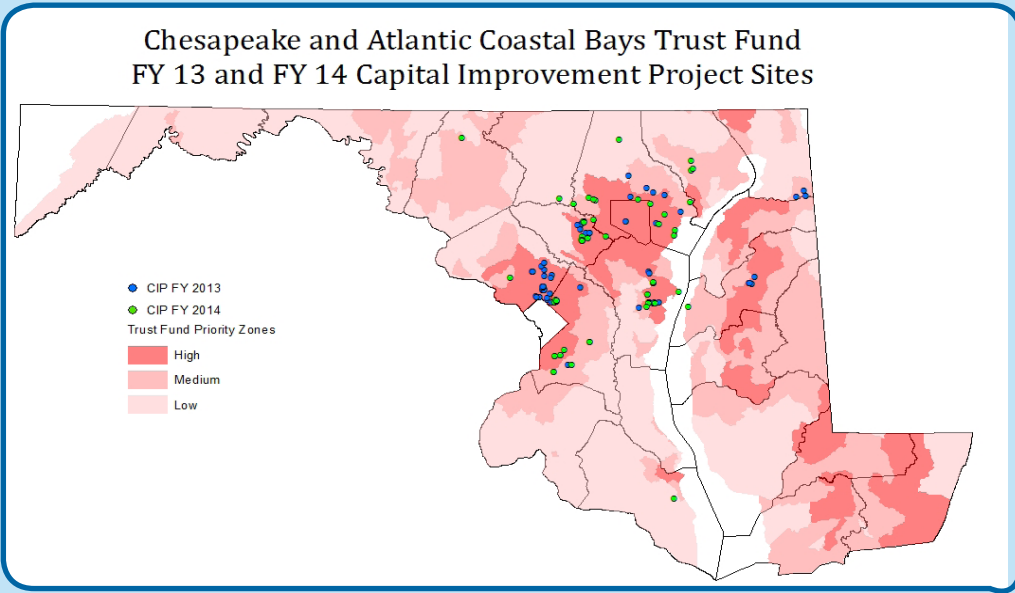 Chesapeake and Atlantic Coastal Bays Trust Fund
FY 13 and FY 14 Capital Improvement Project Sites
CIP FY 2013
CIP FY 2014
Trust Fund Priority Zones
High
Medium
Low